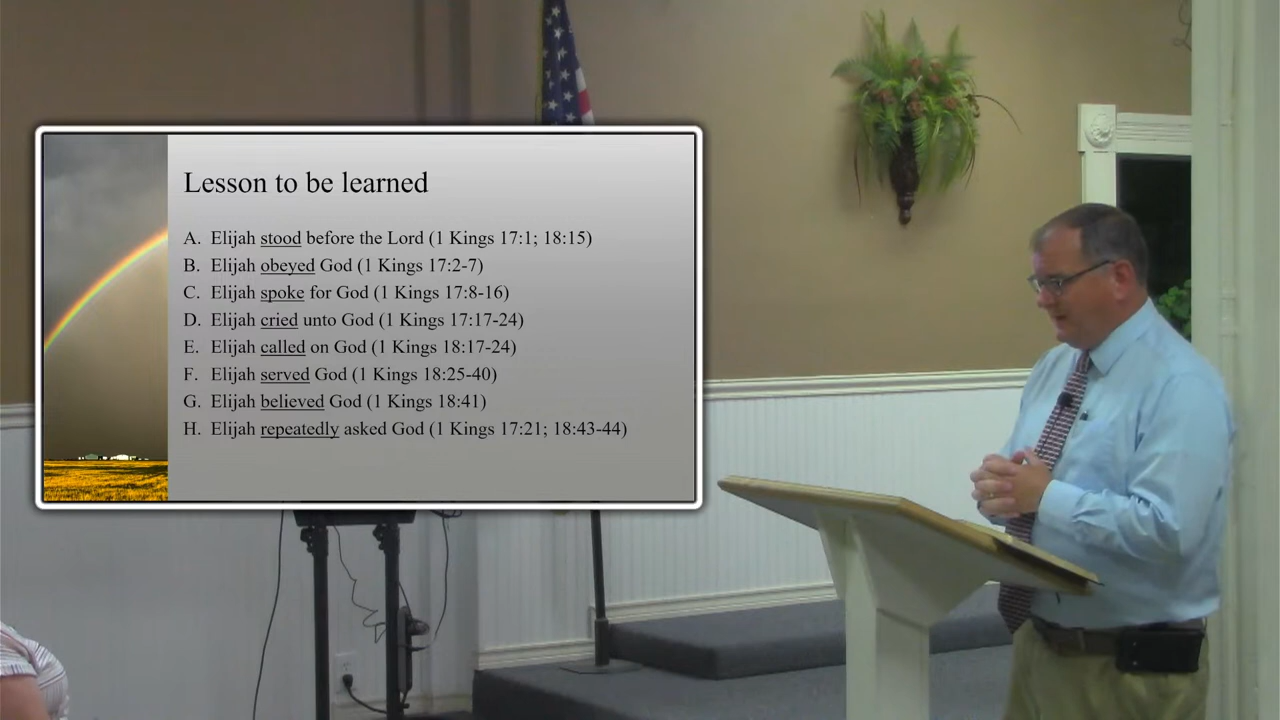 Lesson to be learned
A. Elijah stood before the Lord (1 Kings 17:1; 18:15)
B. Elijah obeyed God (1 Kings 17:2-7)
C. Elijah spoke for God (1 Kings 17:8-16)
D. Elijah cried unto God (1 Kings 17:17-24)
E. Elijah called on God (1 Kings 18:17-24)
F. Elijah served God (1 Kings 18:25-40)
G. Elijah believed God (1 Kings 18:41)
H. Elijah repeatedly asked God (1 Kings 17:21; 18:43-44)